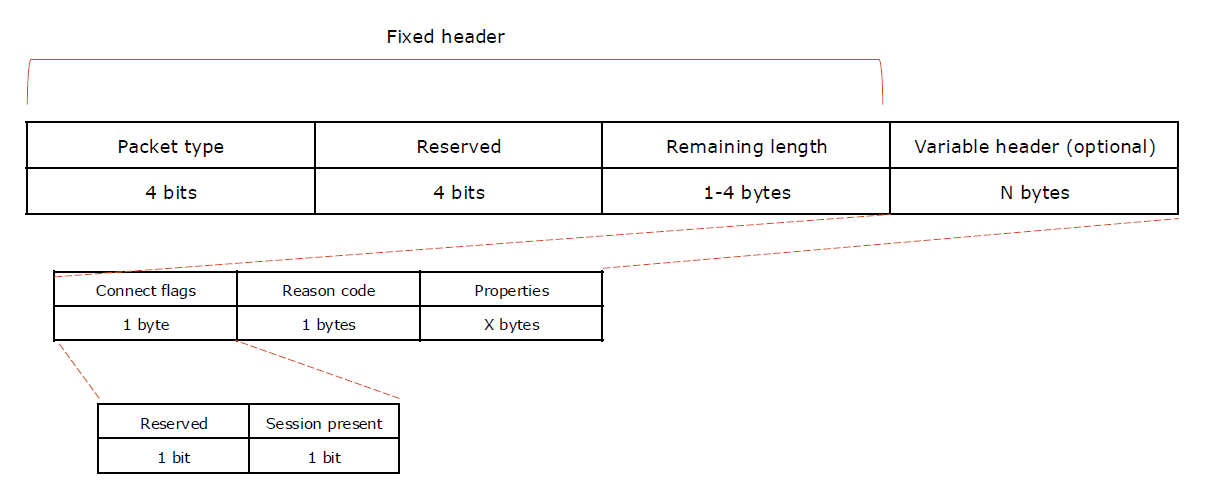 Fixed header
Packet type Reserved Remaining length Variable header (optional)
4 bits 4 bits 1-4 bytes N bytes
Connect flags Reason code Properties
1 byte 1 bytes X bytes
Reserved Session present
1 bit 1 bit